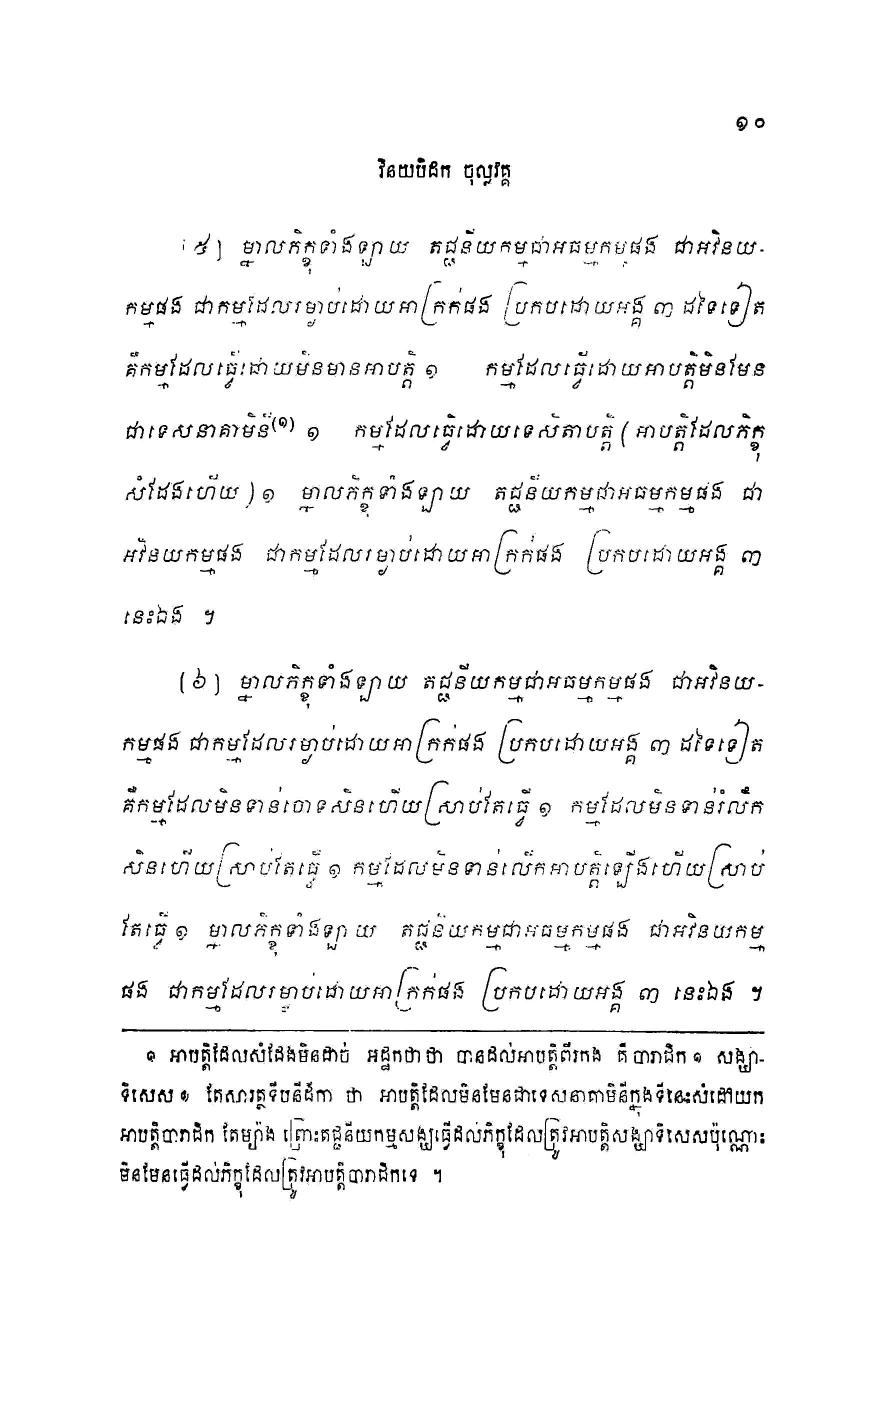 ១០
វិនយបិដក ចុល្លវគ្គ
[៥] ម្នាលភិក្ខុទាំងឡាយ តជ្ជនីយកម្មជាអធម្មកម្មផង ជាអវិនយ-
កម្មផង ជាកម្មដែលរម្ងាប់ដោយអាក្រក់ផង ប្រកបដោយអង្គ ៣ ដទៃទៀត
គឺកម្មដែលធ្វើដោយមិនមានអាបត្តិ ១ កម្មដែលធ្វើដោយអាបត្តិមិនមែន
ជាទេសនាគាមិនី(១) ១ កម្មដែលធ្វើដោយទេសិតាបត្តិ (អាបត្តិដែលភិក្ខុ
សំដែងហើយ) ១ ម្នាលភិក្ខុទាំងឡាយ តជ្ជនីយកម្មជាអធម្មកម្មផង ជា
អវិនយកម្មផង ជាកម្មដែលរម្ងាប់ដោយអាក្រក់ផង ប្រកបដោយអង្គ ៣
នេះឯង ។
[៦] ម្នាលភិក្ខុទាំងឡាយ តជ្ជនីយកម្មជាអធម្មកម្មផង ជាអវិនយ-
កម្មផង ជាកម្មដែលរម្ងាប់ដោយអាក្រក់ផង ប្រកបដោយអង្គ ៣ ដទៃទៀត
គឺកម្មដែលមិនទាន់ចោទសិនហើយស្រាប់តែធ្វើ ១ កម្មដែលមិនទាន់រំលឹក
សិនហើយស្រាប់តែធ្វើ ១ កម្មដែលមិនទាន់លើកអាបត្តិឡើងហើយស្រាប់
តែធ្វើ ១ ម្នាលភិក្ខុទាំងឡាយ តជ្ជនីយកម្មជាអធម្មកម្មផង ជាអវិនយកម្ម
ផង ជាកម្មដែលរម្ងាប់ដោយអាក្រក់ផង ប្រកបដោយអង្គ ៣ នេះឯង ។
១ អាបត្តិដែលសំដែងមិនដាច់ អដ្ឋកថាថា បានដល់អាបត្តិពីរកង គឺ បារាជិក ១ សង្ឃា-
ទិសេស ១ តែសារត្ថទីបនីដីកា ថា អាបត្តិដែលមិនមែនជាទេសនាគាមិនីក្នុងទីនេះសំដៅយក
អាបត្តិបារាជិក តែម្យ៉ាង ព្រោះតជ្ជនីយកម្មសង្ឃធ្វើដល់ភិក្ខុដែលត្រូវអាបត្តិសង្ឃាទិសេសប៉ុណ្ណោះ
មិនមែនធ្វើដល់ភិក្ខុដែលត្រូវអាបត្តិបារាជិកទេ ។